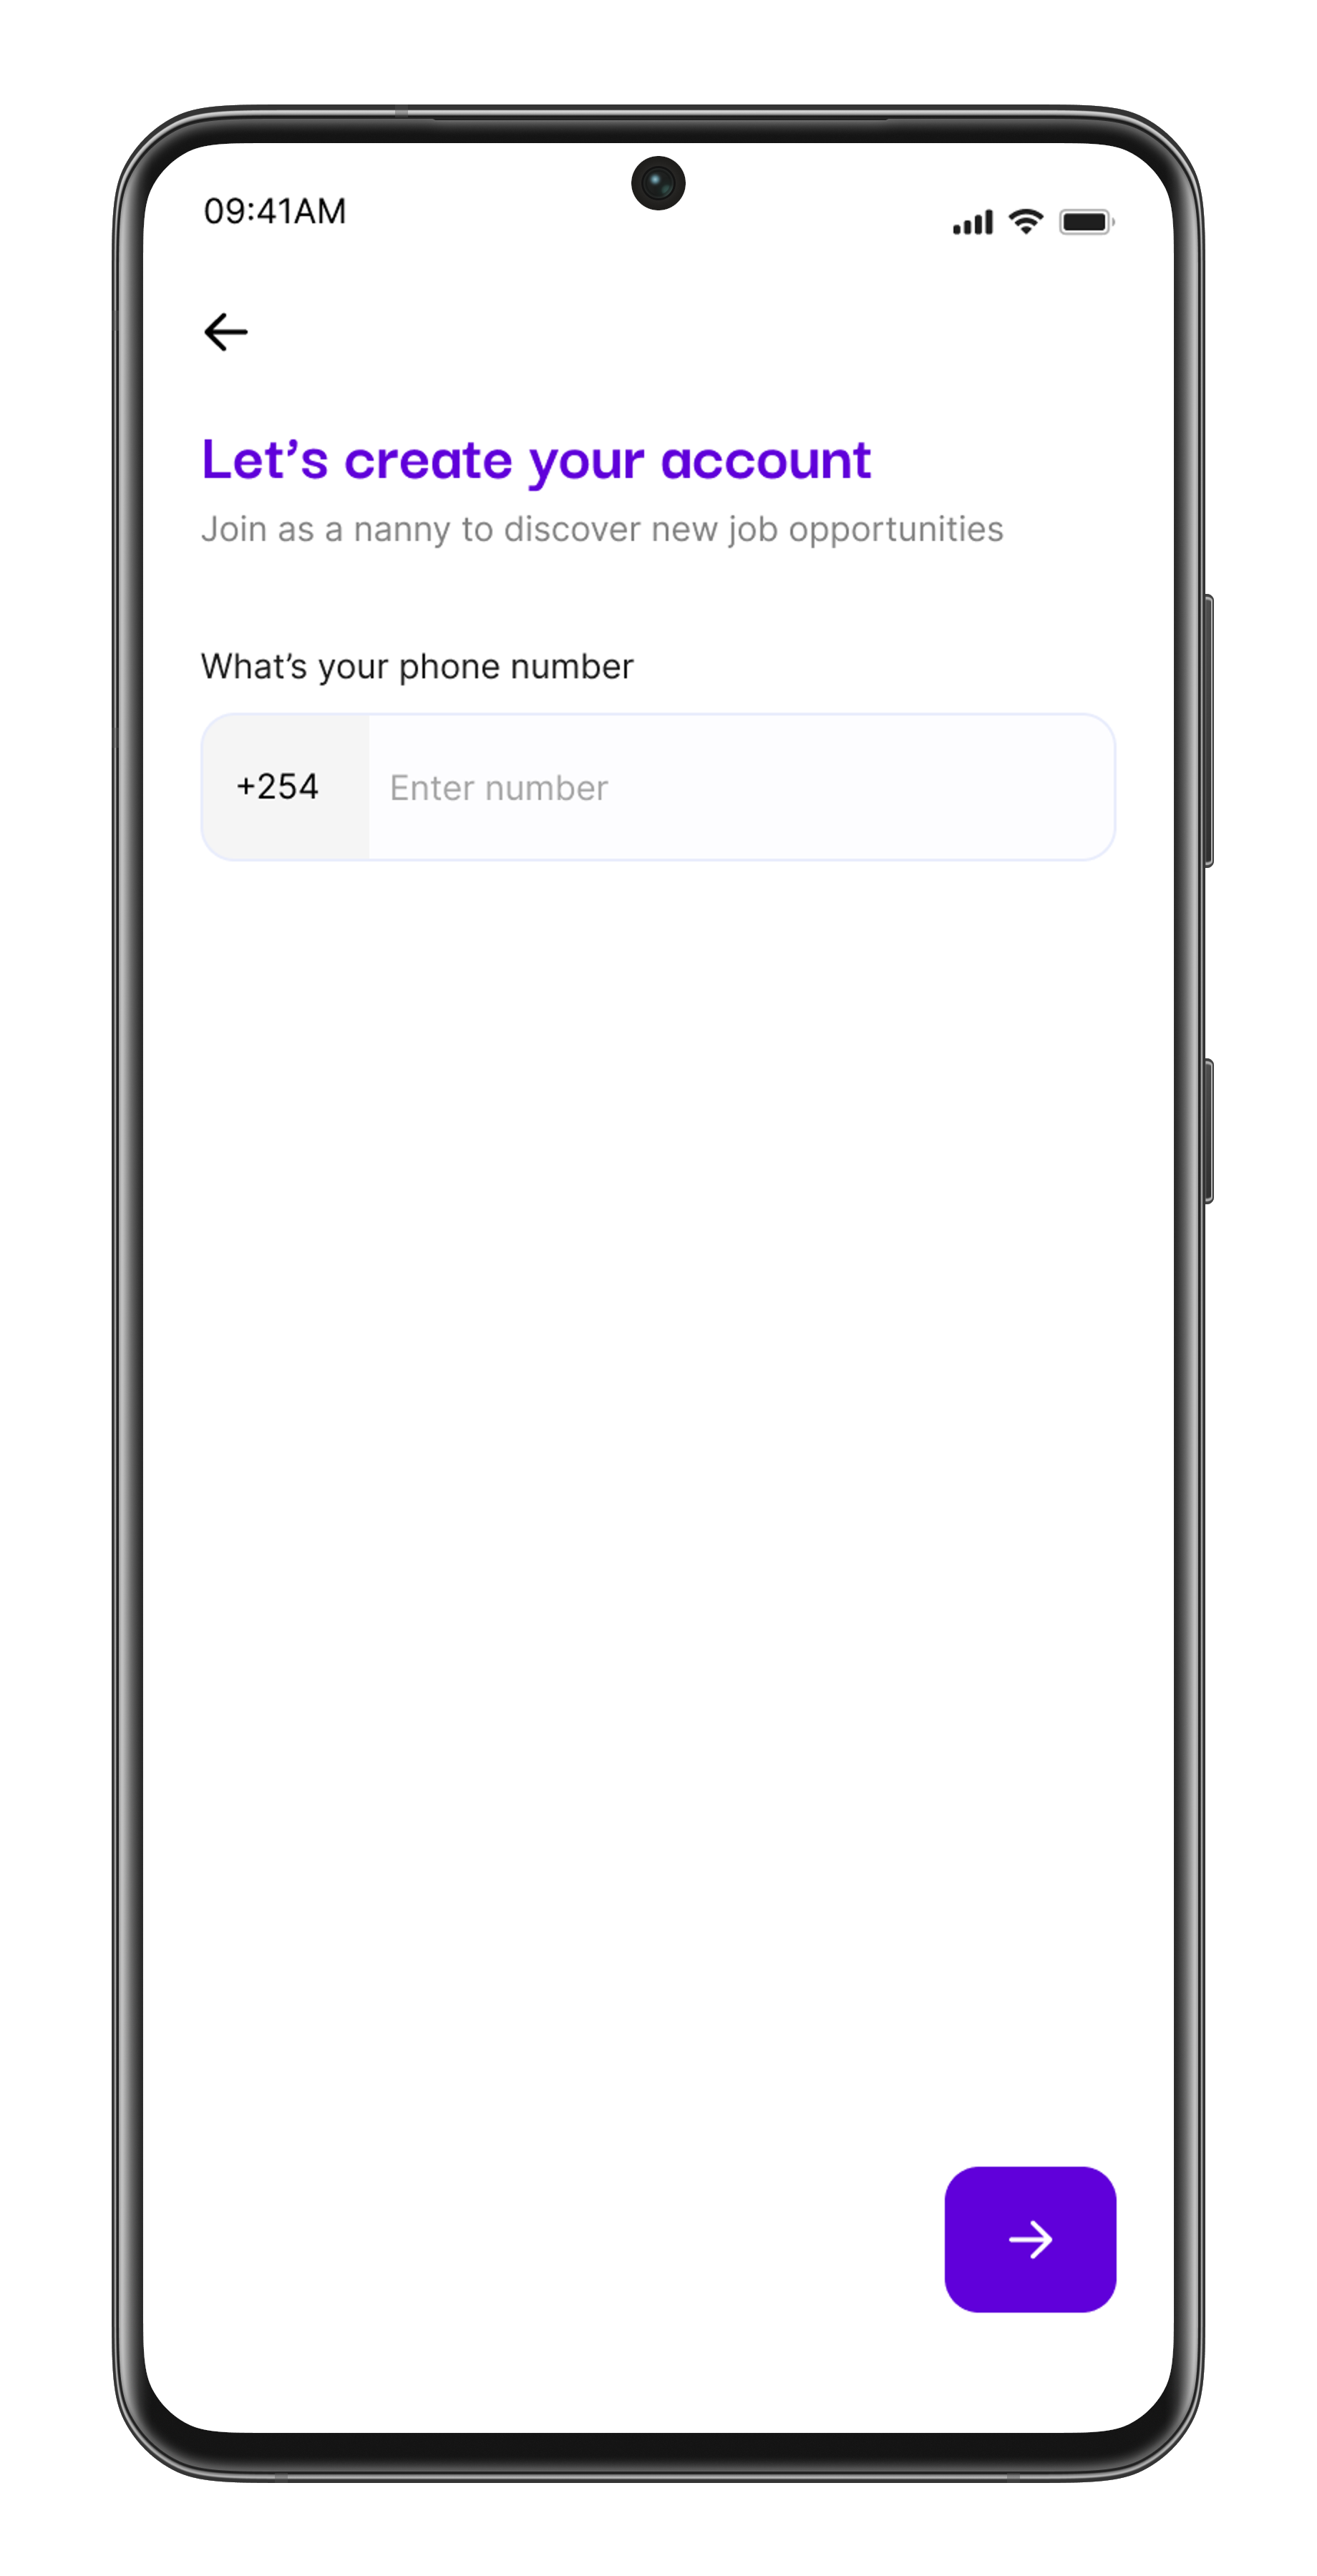 09:41AM
Let’s create your account
Join as a nanny to discover new job opportunities
What’s your phone number
+254
Enter number